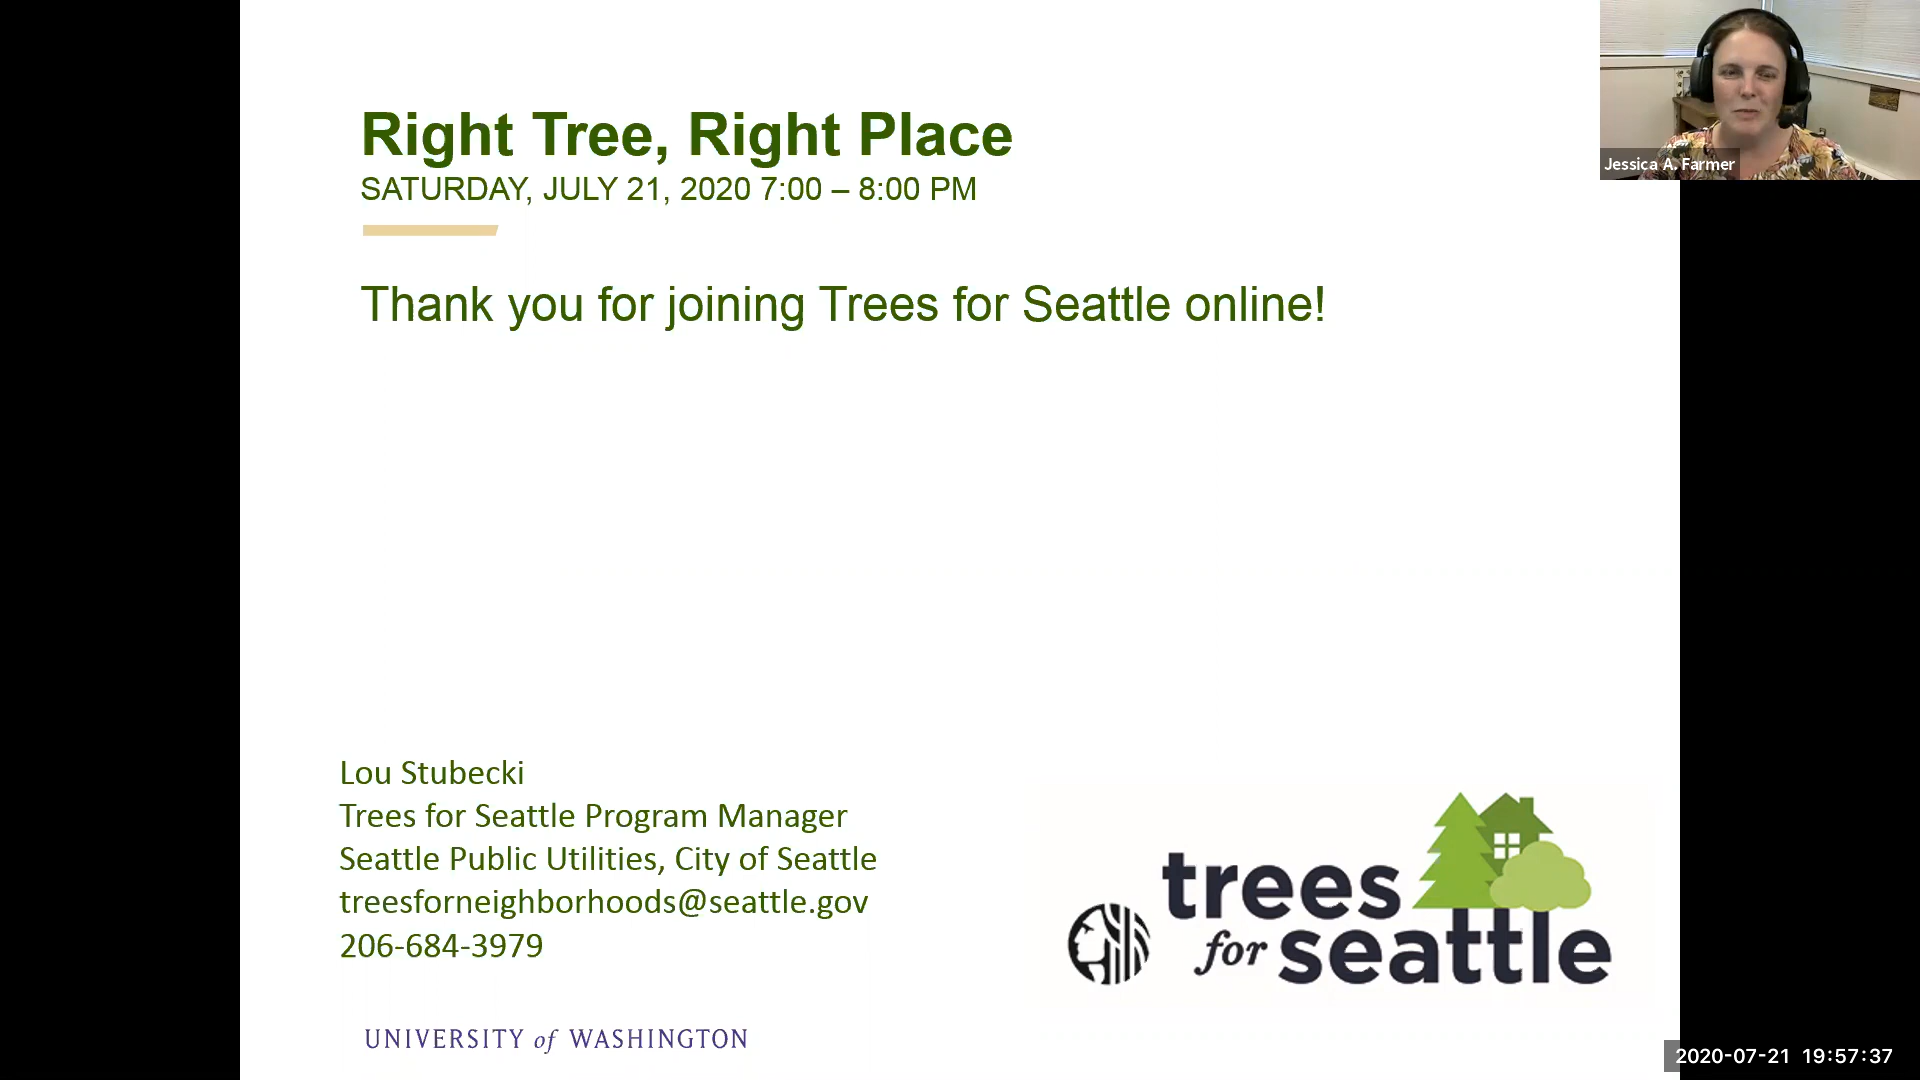 Right Tree, Right Place
SATURDAY, JULY 21, 2020 7:00 – 8:00 PM
Thank you for joining Trees for Seattle online!
Jessica A. Farmer
Lou Stubecki
Trees for Seattle Program Manager
Seattle Public Utilities, City of Seattle
treesforneighborhoods@seattle.gov
206-684-3979
trees
for seattle
UNIVERSITY of WASHINGTON
2020-07-21 19:57:37